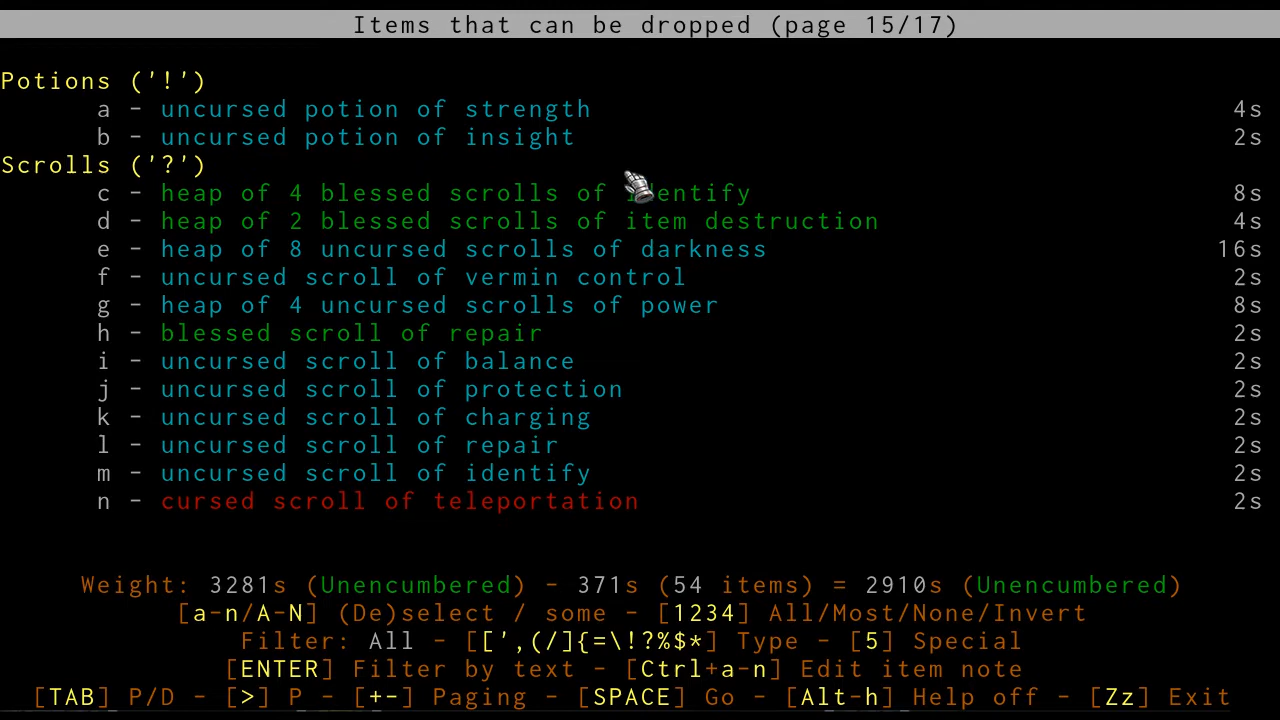 Items that can be dropped (page 15/17)
Potions ('!')
a - uncursed potion of strength 4s
b - uncursed potion of insight 2s
Scrolls ('?')
c - heap of 4 blessed scrolls of identify 8s
d - heap of 2 blessed scrolls of item destruction 4s
e - heap of 8 uncursed scrolls of darkness 16s
f - uncursed scroll of vermin control 2s
g - heap of 4 uncursed scrolls of power 8s
h - blessed scroll of repair 2s
i - uncursed scroll of balance 2s
j - uncursed scroll of protection 2s
k - uncursed scroll of charging 2s
l - uncursed scroll of repair 2s
m - uncursed scroll of identify 2s
n - cursed scroll of teleportation 2s
Weight: 3281s (Unencumbered) - 371s (54 items) = 2910s (Unencumbered)
[a-n/A-N] (De)select / some - [1234] All/Most/None/Invert
Filter: All - [[',(/]{=\!?%$*] Type - [5] Special
[ENTER] Filter by text - [Ctrl+a-n] Edit item note
[TAB] P/D - [>] P - [+-] Paging - [SPACE] Go - [Alt-h] Help off - [Zz] Exit